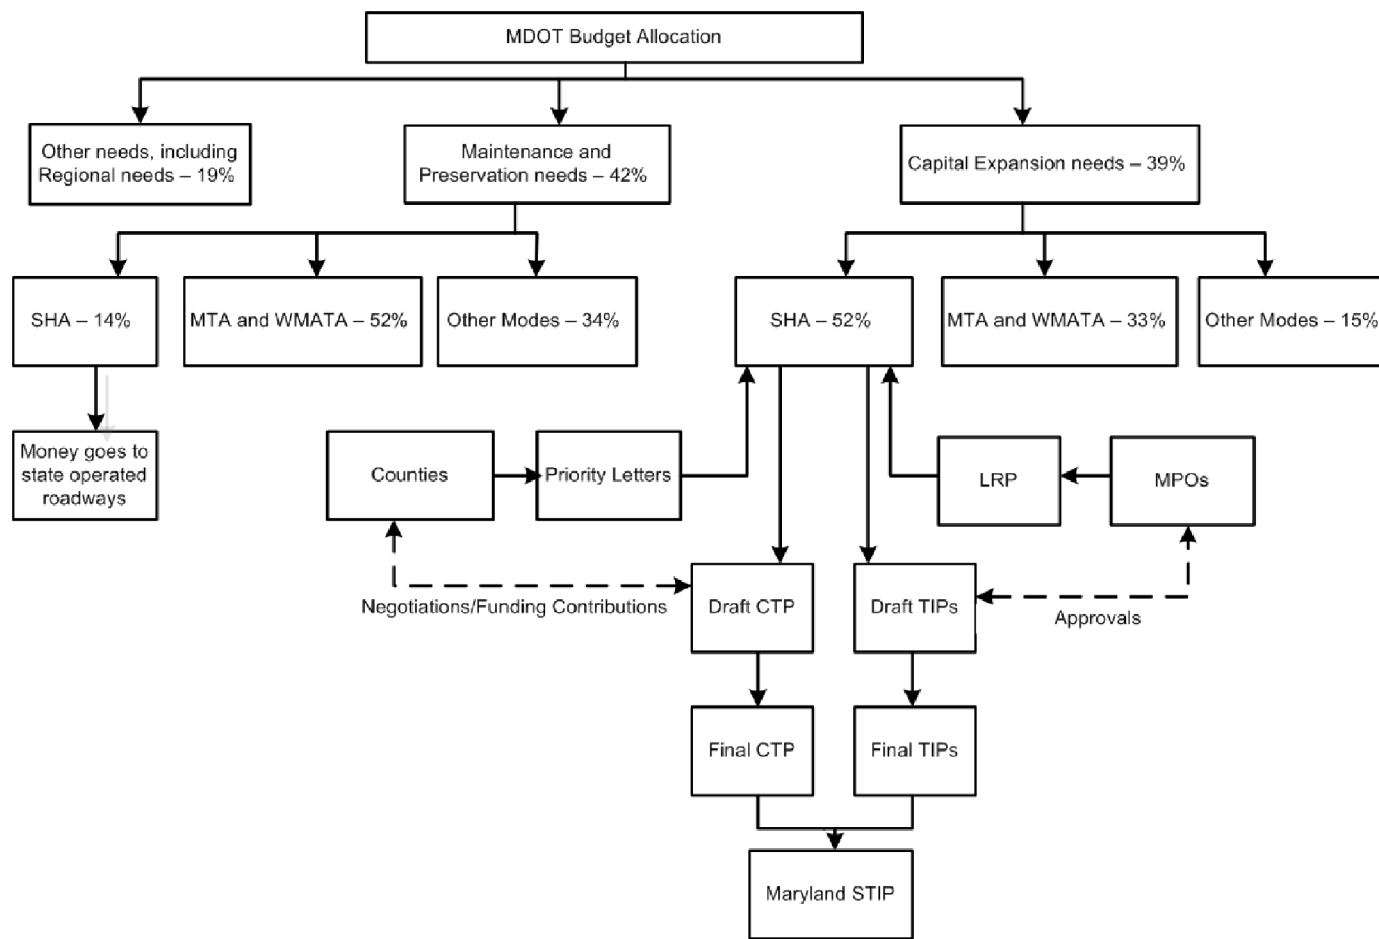 MDOT Budget Allocation
Other needs, including
Regional needs – 19%
Maintenance and
Preservation needs – 42%
Capital Expansion needs – 39%
SHA – 14%
MTA and WMATA – 52%
Other Modes – 34%
SHA – 52%
MTA and WMATA – 33%
Other Modes – 15%
Money goes to
state operated
roadways
Counties
Priority Letters
LRP
MPOs
Negotiations/Funding Contributions
Draft CTP
Draft TIPs
Approvals
Final CTP
Final TIPs
Maryland STIP